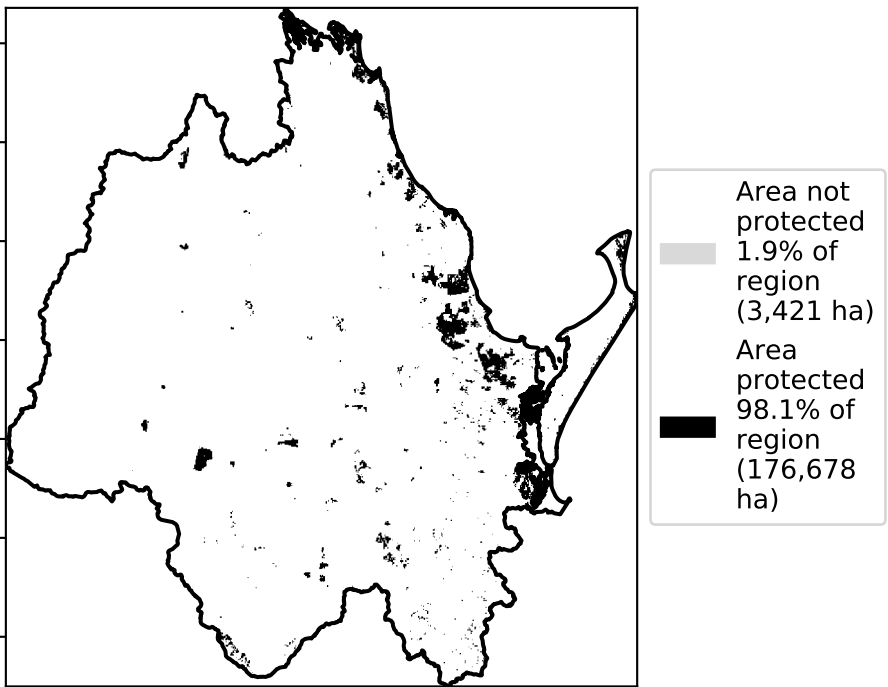 Area not
protected
1.9% of
region
(3,421 ha)
Area
protected
98.1% of
region
(176,678
ha)